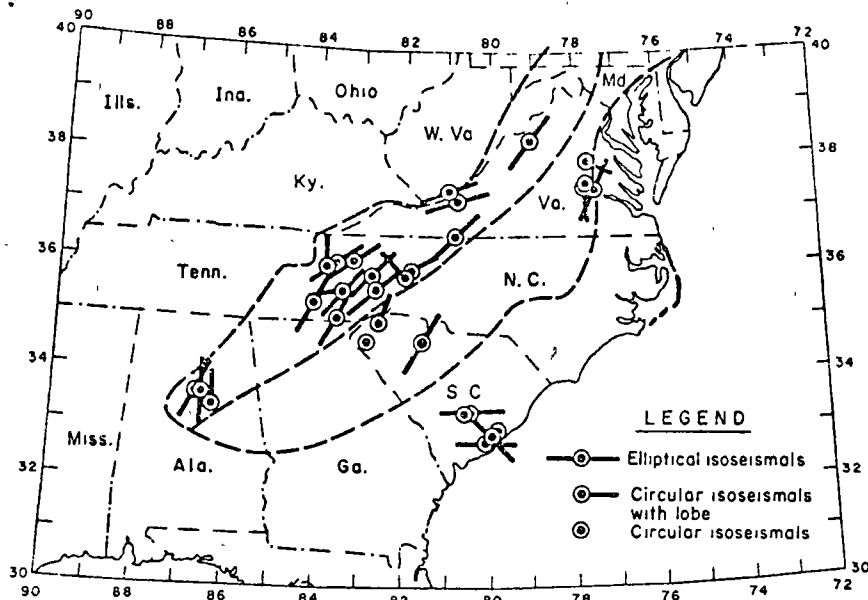 90 88 86 84 82 80 78 76 74 72
40 40
Ills. Ind. Ohio W. Va Md
38 38
Ky. Va.
36 36
Tenn. N. C.
34 34
S C
LEGEND
Miss. Ala. Ga.
Elliptical isoseismals
32 32
Circular isoseismals
with lobe
Circular isoseismals
30 30
90 88 86 84 82 80 78 76 74 72